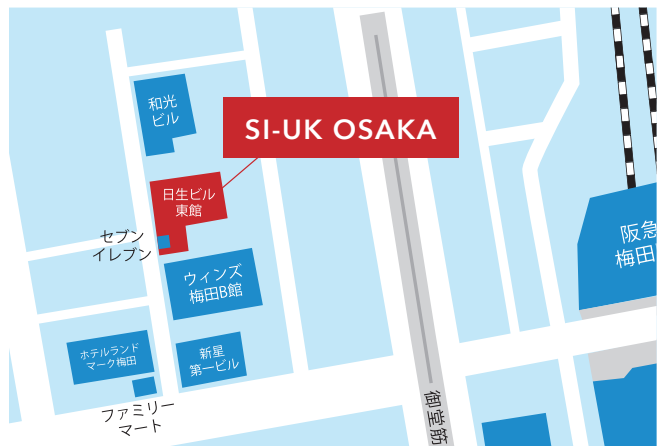 和光
ビル
SI-UK OSAKA
日生ビル
東館
セブン
イレブン
ウィンズ
梅田B館
阪急
梅田
ホテルランド
マーク梅田
新星
第一ビル
ファミリー
マート
御堂筋